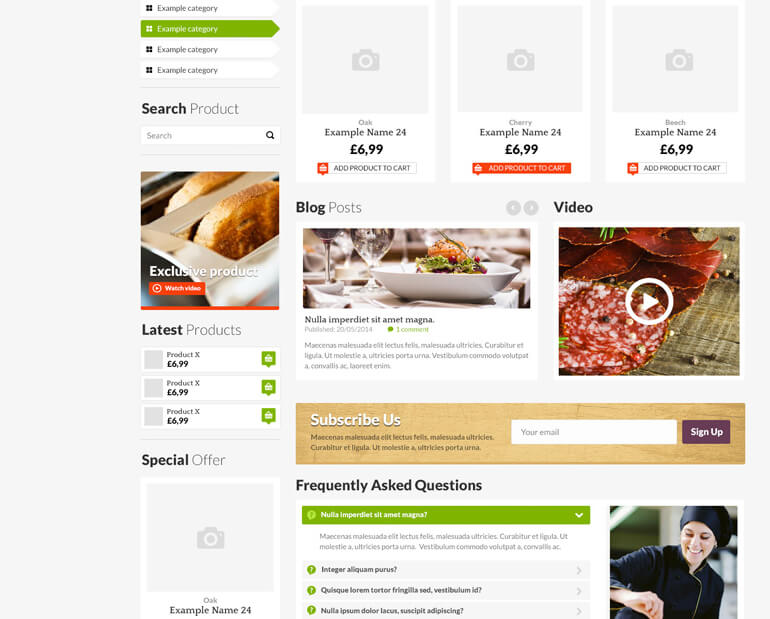 Example category
Example category
Example category
Example category
Search Product
Search
Exclusive product
Watch video
Latest Products
Product X
£6,99
Product X
£6,99
Product X
£6,99
Special Offer
Oak
Example Name 24
Oak
Example Name 24
£6,99
ADD PRODUCT TO CART
Cherry
Example Name 24
£6,99
ADD PRODUCT TO CART
Beech
Example Name 24
£6,99
ADD PRODUCT TO CART
Blog Posts
Nulla imperdiet sit amet magna.
Published: 20/05/2014 1 comment
Maecenas malesuada elit lectus felis, malesuada ultricies. Curabitur et
ligula. Ut molestie a, ultricies porta urna. Vestibulum commodo volutpat
a, convallis ac, laoreet enim.
Video
Subscribe Us
Maecenas malesuada elit lectus felis, malesuada ultricies.
Curabitur et ligula. Ut molestie a, ultricies porta urna.
Your email
Sign Up
Frequently Asked Questions
? Nulla imperdiet sit amet magna?
Maecenas malesuada elit lectus felis, malesuada ultricies. Curabitur et ligula. Ut
molestie a, ultricies porta urna. Vestibulum commodo volutpat a, convallis ac.
? Integer aliquam purus?
? Quisque lorem tortor fringilla sed, vestibulum id?
? Nulla ipsum dolor lacus, suscipit adipiscing?